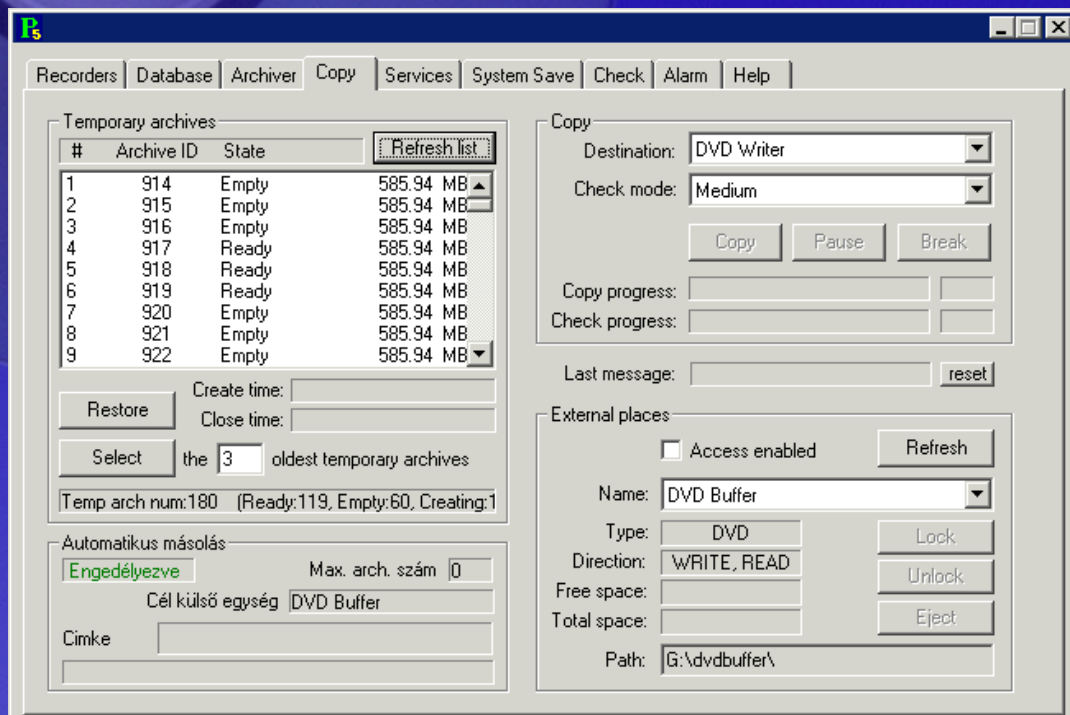 P5
Recorders Database Archiver Copy Services System Save Check Alarm Help
Temporary archives
# Archive ID State Refresh list
1 914 Empty 585.94 MB
2 915 Empty 585.94 MB
3 916 Empty 585.94 MB
4 917 Ready 585.94 MB
5 918 Ready 585.94 MB
6 919 Ready 585.94 MB
7 920 Empty 585.94 MB
8 921 Empty 585.94 MB
9 922 Empty 585.94 MB
Create time:
Restore
Close time:
Select the 3 oldest temporary archives
Temp arch num:180 (Ready:119, Empty:60, Creating:1
Automatikus másolás
Engedélyezve Max. arch. szám 0
Cél külső egység DVD Buffer
Cimke
Copy
Destination: DVD Writer
Check mode: Medium
Copy Pause Break
Copy progress:
Check progress:
Last message: reset
External places
Access enabled Refresh
Name: DVD Buffer
Type: DVD Lock
Direction: WRITE, READ
Unlock
Free space:
Total space: Eject
Path: G:\dvdbuffer\